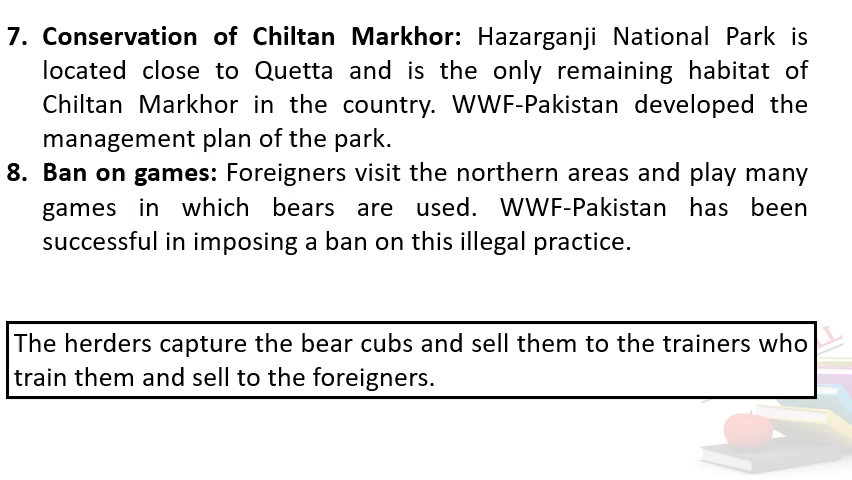 7. Conservation of Chiltan Markhor: Hazarganji National Park is
located close to Quetta and is the only remaining habitat of
Chiltan Markhor in the country. WWF-Pakistan developed the
management plan of the park.
8. Ban on games: Foreigners visit the northern areas and play many
games in which bears are used. WWF-Pakistan has been
successful in imposing a ban on this illegal practice.
The herders capture the bear cubs and sell them to the trainers who
train them and sell to the foreigners.